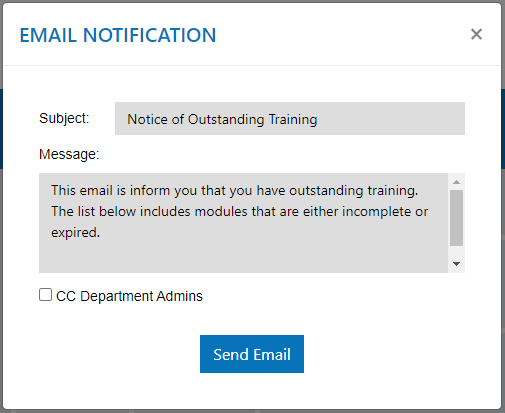 EMAIL NOTIFICATION ×
Subject: Notice of Outstanding Training
Message:
This email is inform you that you have outstanding training.
The list below includes modules that are either incomplete or
expired.
CC Department Admins
Send Email